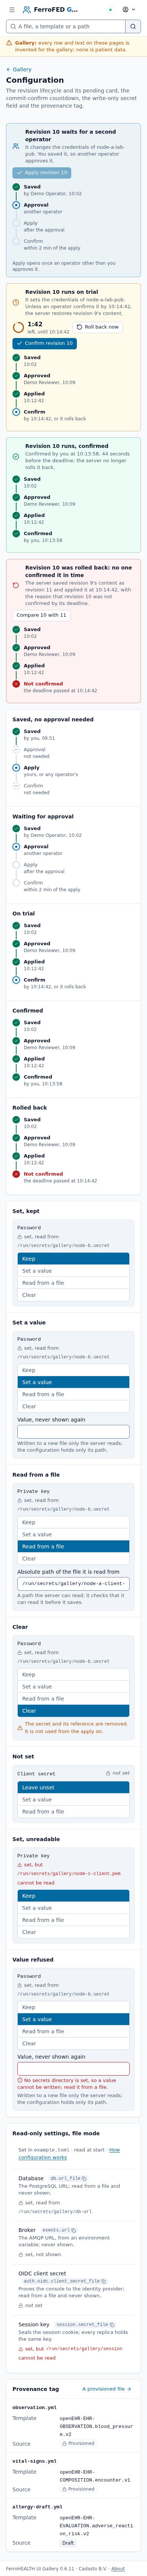 FerroFED G...
A file, a template or a path
Gallery: every row and text on these pages is
invented for the gallery: none is patient data.
← Gallery
Configuration
The revision lifecycle and its pending card, the
credential controls, the write-only secret field
and the provenance tag.
Revision 10 waits for a second
operator
It changes the credentials of node-a-lab-
pub. You saved it, so another operator
approves it.
Apply revision 10
Saved
by Demo Operator, 10:02
Approval
another operator
Apply
after the approval
Confirm
within 2 min of the apply
Apply opens once an operator other than you
approves it.
Revision 10 runs on trial
It sets the credentials of node-a-lab-pub.
Unless an operator confirms it by 10:14:42,
the server restores revision 9's content.
1:42
left, until 10:14:42
Roll back now
Confirm revision 10
Saved
10:02
Approved
Demo Reviewer, 10:09
Applied
10:12:42
Confirm
by 10:14:42, or it rolls back
Revision 10 runs, confirmed
Confirmed by you at 10:13:58, 44 seconds
before the deadline; the server no longer
rolls it back.
Saved
10:02
Approved
Demo Reviewer, 10:09
Applied
10:12:42
Confirmed
by you, 10:13:58
Revision 10 was rolled back: no one
confirmed it in time
The server saved revision 9's content as
revision 11 and applied it at 10:14:42, with
the reason that revision 10 was not
confirmed by its deadline.
Compare 10 with 11
Saved
10:02
Approved
Demo Reviewer, 10:09
Applied
10:12:42
Not confirmed
the deadline passed at 10:14:42
Saved, no approval needed
Saved
by you, 09:51
Approval
not needed
Apply
yours, or any operator's
Confirm
not needed
Waiting for approval
Saved
by Demo Operator, 10:02
Approval
another operator
Apply
after the approval
Confirm
within 2 min of the apply
On trial
Saved
10:02
Approved
Demo Reviewer, 10:09
Applied
10:12:42
Confirm
by 10:14:42, or it rolls back
Confirmed
Saved
10:02
Approved
Demo Reviewer, 10:09
Applied
10:12:42
Confirmed
by you, 10:13:58
Rolled back
Saved
10:02
Approved
Demo Reviewer, 10:09
Applied
10:12:42
Not confirmed
the deadline passed at 10:14:42
Set, kept
Password
set, read from
/run/secrets/gallery/node-b.secret
Keep
Set a value
Read from a file
Clear
Set a value
Password
set, read from
/run/secrets/gallery/node-b.secret
Keep
Set a value
Read from a file
Clear
Value, never shown again
Written to a new file only the server reads;
the configuration holds only its path.
Read from a file
Private key
set, read from
/run/secrets/gallery/node-b.secret
Keep
Set a value
Read from a file
Clear
Absolute path of the file it is read from
/run/secrets/gallery/node-a-client-
A path the server can read; it checks that it
can read it before it saves.
Clear
Password
set, read from
/run/secrets/gallery/node-b.secret
Keep
Set a value
Read from a file
Clear
The secret and its reference are removed.
It is not used from the apply on.
Not set
Client secret
not set
Leave unset
Set a value
Read from a file
Set, unreadable
Private key
set, but
/run/secrets/gallery/node-c-client.pem
cannot be read
Keep
Set a value
Read from a file
Clear
Value refused
Password
set, read from
/run/secrets/gallery/node-b.secret
Keep
Set a value
Read from a file
Clear
Value, never shown again
No secrets directory is set, so a value
cannot be written: read it from a file.
Written to a new file only the server reads;
the configuration holds only its path.
Read-only settings, file mode
Set in example.toml · read at start · How
configuration works
Database db.url_file
The PostgreSQL URL, read from a file and
never shown.
set, read from
/run/secrets/gallery/db-url
Broker events.url
The AMQP URL, from an environment
variable; never shown.
set, not shown
OIDC client secret
auth.oidc.client_secret_file
Proves the console to the identity provider;
read from a file and never shown.
not set
Session key session.secret_file
Seals the session cookie; every replica holds
the same key.
set, but /run/secrets/gallery/session
cannot be read
Provenance tag
A provisioned file →
observation.yml
Template
openEHR-EHR-
OBSERVATION.blood_pressur
e.v2
Source
Provisioned
vital-signs.yml
Template
openEHR-EHR-
COMPOSITION.encounter.v1
Source
Provisioned
allergy-draft.yml
Template
openEHR-EHR-
EVALUATION.adverse_reacti
on_risk.v2
Source
Draft
FerroHEALTH UI Gallery 0.6.11 · Cadasto B.V. · About